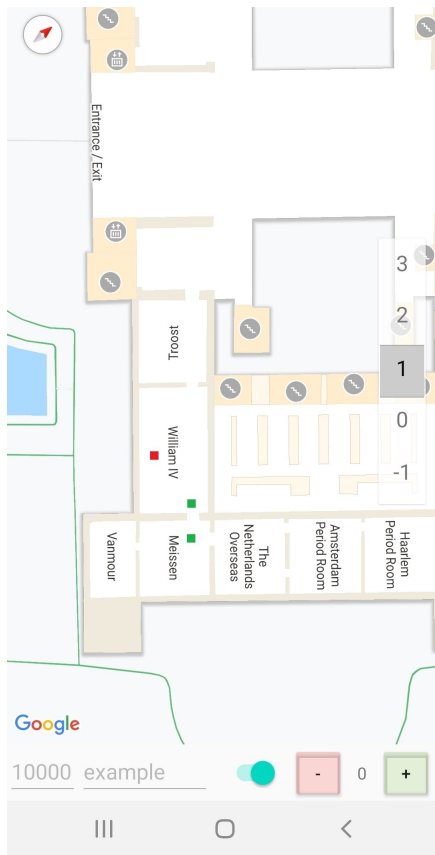 Entrance / Exit
3
2
1
0
-1
Troost
William IV
Vanmour
Meissen
The
Netherlands
Overseas
Amsterdam
Period Room
Haarlem
Period Room
Google
10000 example - 0 +